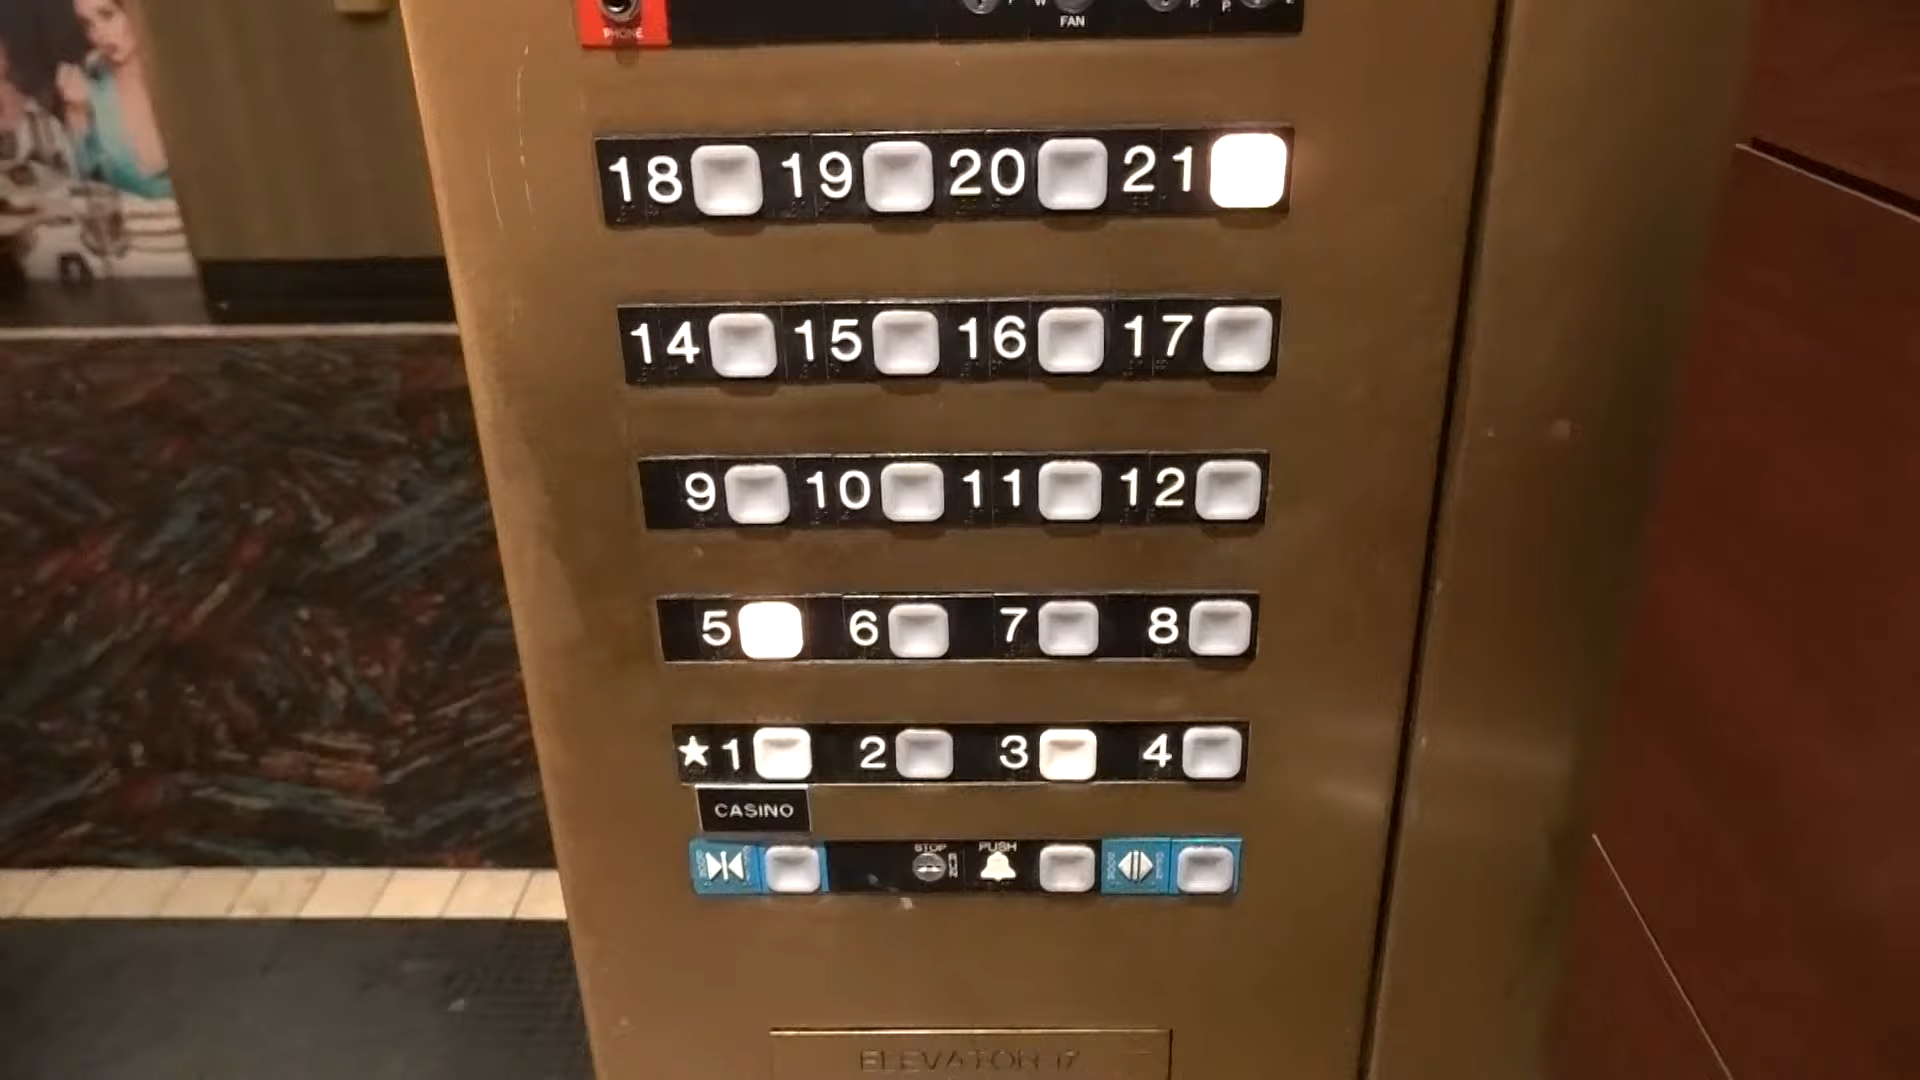 PHONE
FAN
18 19 20 21
14 15 16 17
9 10 11 12
5 6 7 8
★1 2 3 4
CASINO
STOP PUSH
ELEVATOR 17